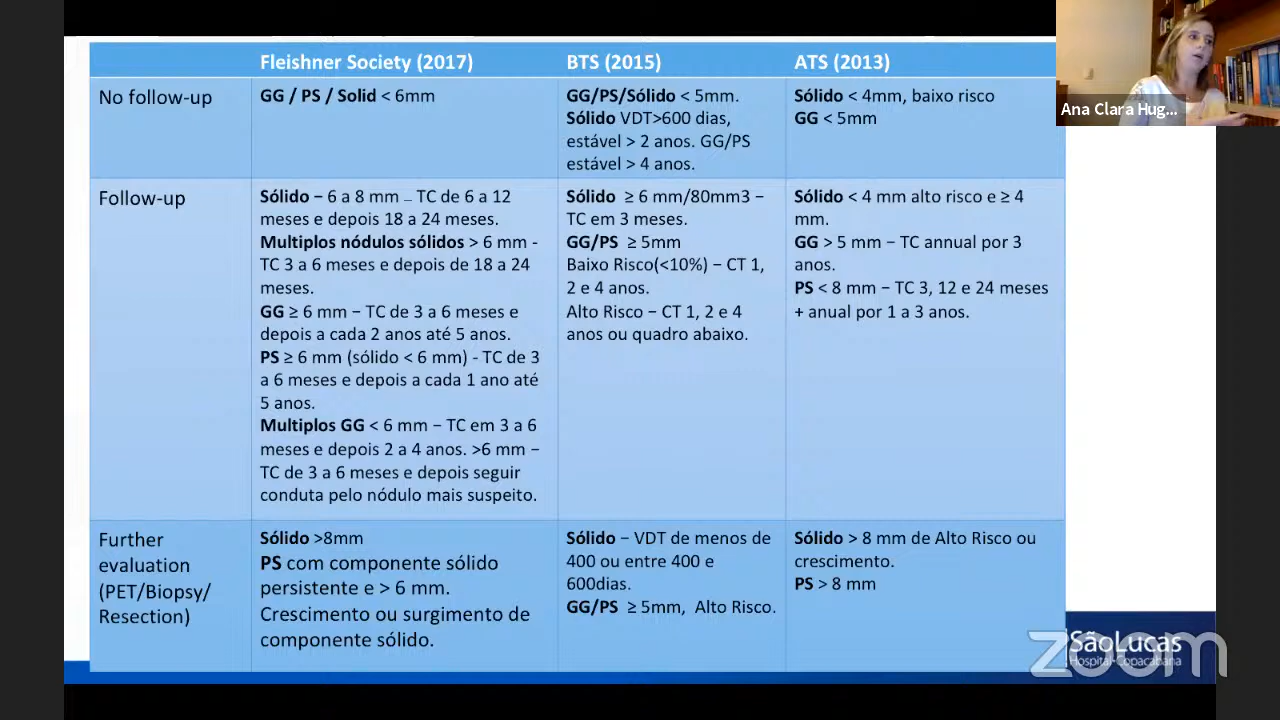 Fleishner Society (2017)
BTS (2015)
ATS (2013)
No follow-up
GG / PS / Solid < 6mm
GG/PS/Sólido < 5mm.
Sólido VDT>600 dias,
estável > 2 anos. GG/PS
estável > 4 anos.
Sólido < 4mm, baixo risco
GG < 5mm
Follow-up
Sólido – 6 a 8 mm – TC de 6 a 12
meses e depois 18 a 24 meses.
Multiplos nódulos sólidos > 6 mm -
TC 3 a 6 meses e depois de 18 a 24
meses.
GG ≥ 6 mm – TC de 3 a 6 meses e
depois a cada 2 anos até 5 anos.
PS ≥ 6 mm (sólido < 6 mm) - TC de 3
a 6 meses e depois a cada 1 ano até
5 anos.
Multiplos GG < 6 mm – TC em 3 a 6
meses e depois 2 a 4 anos. >6 mm –
TC de 3 a 6 meses e depois seguir
conduta pelo nódulo mais suspeito.
Sólido ≥ 6 mm/80mm3 –
TC em 3 meses.
GG/PS ≥ 5mm
Baixo Risco(<10%) – CT 1,
2 e 4 anos.
Alto Risco – CT 1, 2 e 4
anos ou quadro abaixo.
Sólido < 4 mm alto risco e ≥ 4
mm.
GG > 5 mm – TC annual por 3
anos.
PS < 8 mm – TC 3, 12 e 24 meses
+ anual por 1 a 3 anos.
Further
evaluation
(PET/Biopsy/
Resection)
Sólido >8mm
PS com componente sólido
persistente e > 6 mm.
Crescimento ou surgimento de
componente sólido.
Sólido – VDT de menos de
400 ou entre 400 e
600dias.
GG/PS ≥ 5mm, Alto Risco.
Sólido > 8 mm de Alto Risco ou
crescimento.
PS > 8 mm
Ana Clara Hug...
SãoLucas
Hospital-Copacabana
zoom